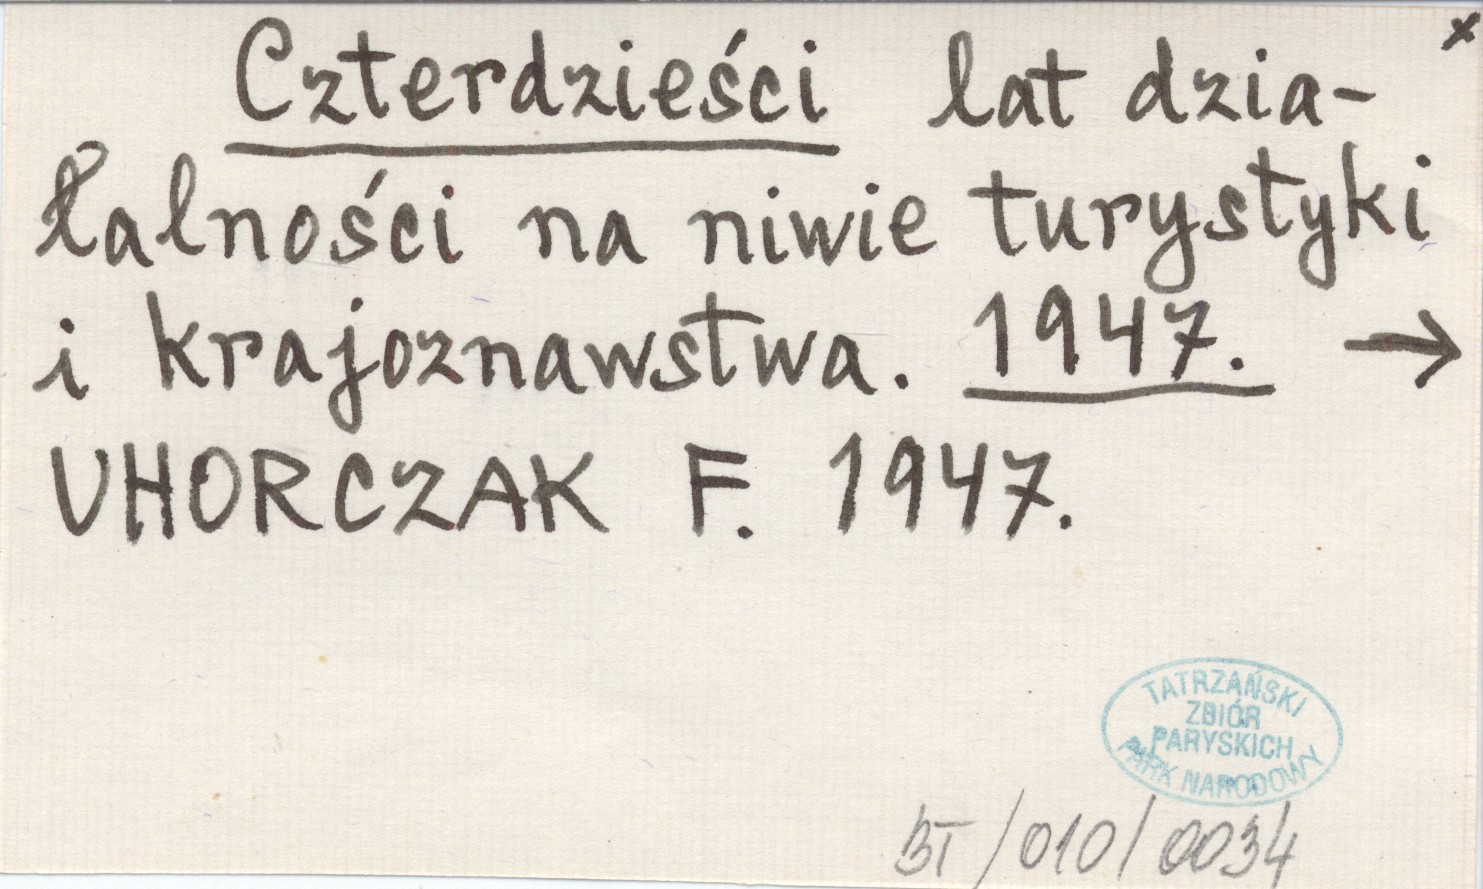 Czterdzieści lat dzia- x
łalności na niwie turystyki
i krajoznawstwa. 1947. →
UHORCZAK F. 1947.
TATRZAŃSKI
ZBIÓR
PARYSKICH
PARK NARODOWY
BT/010/0034